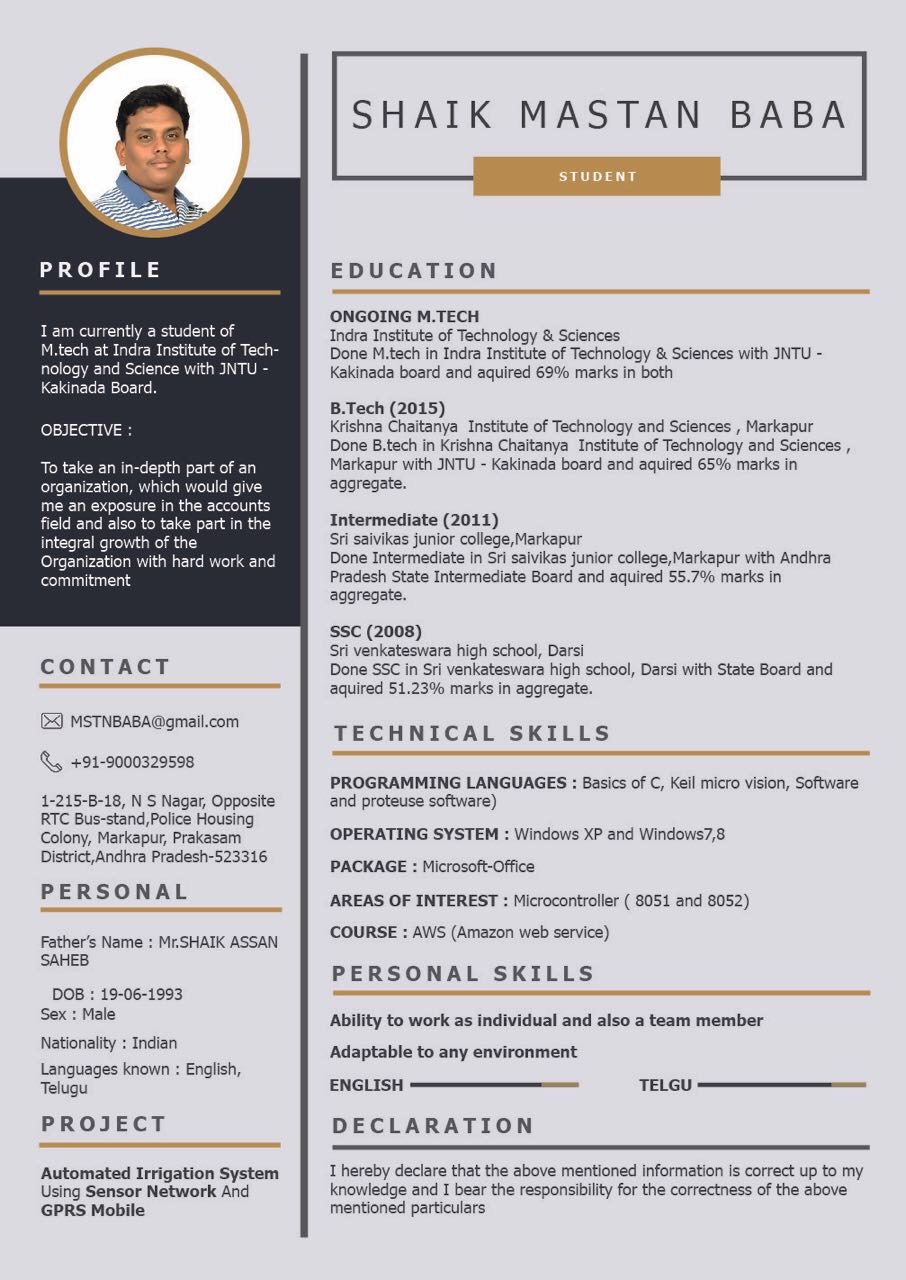 SHAIK MASTAN BABA
STUDENT
PROFILE
I am currently a student of
M.tech at Indra Institute of Tech-
nology and Science with JNTU -
Kakinada Board.
OBJECTIVE :
To take an in-depth part of an
organization, which would give
me an exposure in the accounts
field and also to take part in the
integral growth of the
Organization with hard work and
commitment
CONTACT
MSTNBABA@gmail.com
+91-9000329598
1-215-B-18, N S Nagar, Opposite
RTC Bus-stand,Police Housing
Colony, Markapur, Prakasam
District,Andhra Pradesh-523316
PERSONAL
Father's Name : Mr.SHAIK ASSAN
SAHEB
DOB : 19-06-1993
Sex : Male
Nationality : Indian
Languages known : English,
Telugu
PROJECT
Automated Irrigation System
Using Sensor Network And
GPRS Mobile
EDUCATION
ONGOING M.TECH
Indra Institute of Technology & Sciences
Done M.tech in Indra Institute of Technology & Sciences with JNTU -
Kakinada board and aquired 69% marks in both
B.Tech (2015)
Krishna Chaitanya  Institute of Technology and Sciences , Markapur
Done B.tech in Krishna Chaitanya  Institute of Technology and Sciences ,
Markapur with JNTU - Kakinada board and aquired 65% marks in
aggregate.
Intermediate (2011)
Sri saivikas junior college,Markapur
Done Intermediate in Sri saivikas junior college,Markapur with Andhra
Pradesh State Intermediate Board and aquired 55.7% marks in
aggregate.
SSC (2008)
Sri venkateswara high school, Darsi
Done SSC in Sri venkateswara high school, Darsi with State Board and
aquired 51.23% marks in aggregate.
TECHNICAL SKILLS
PROGRAMMING LANGUAGES : Basics of C, Keil micro vision, Software
and proteuse software)
OPERATING SYSTEM : Windows XP and Windows7,8
PACKAGE : Microsoft-Office
AREAS OF INTEREST : Microcontroller ( 8051 and 8052)
COURSE : AWS (Amazon web service)
PERSONAL SKILLS
Ability to work as individual and also a team member
Adaptable to any environment
ENGLISH TELGU
DECLARATION
I hereby declare that the above mentioned information is correct up to my
knowledge and I bear the responsibility for the correctness of the above
mentioned particulars